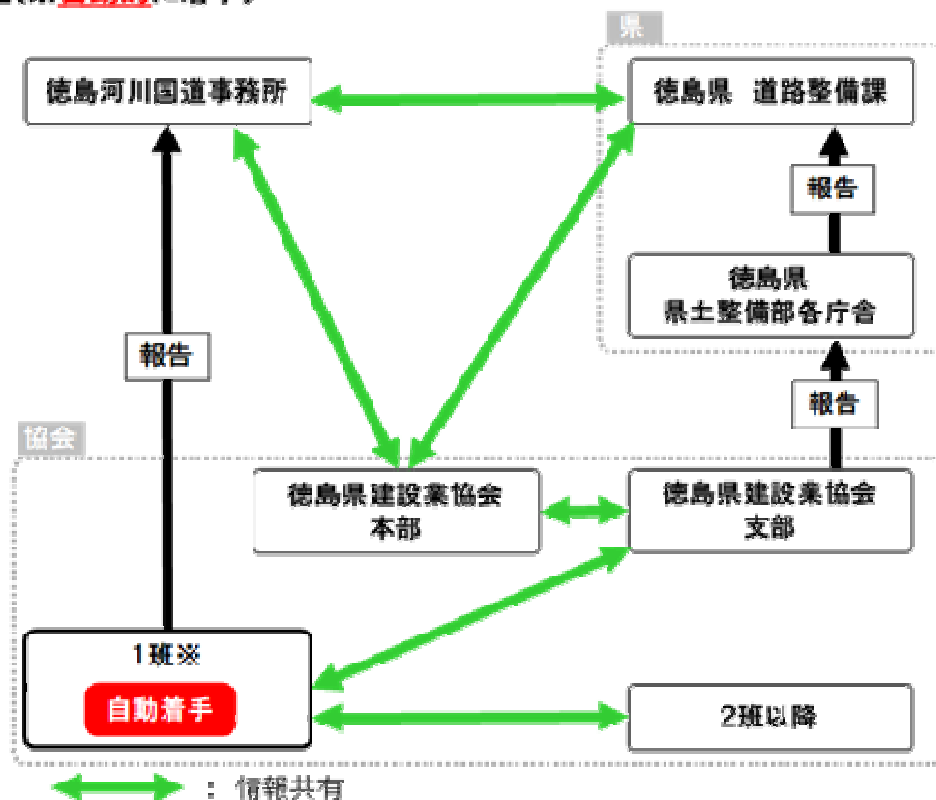 県
徳島河川国道事務所
徳島県 道路整備課
報告
徳島県
県土整備部各庁舎
報告
報告
協会
徳島県建設業協会
本部
徳島県建設業協会
支部
1班※
自動着手
2班以降
: 情報共有